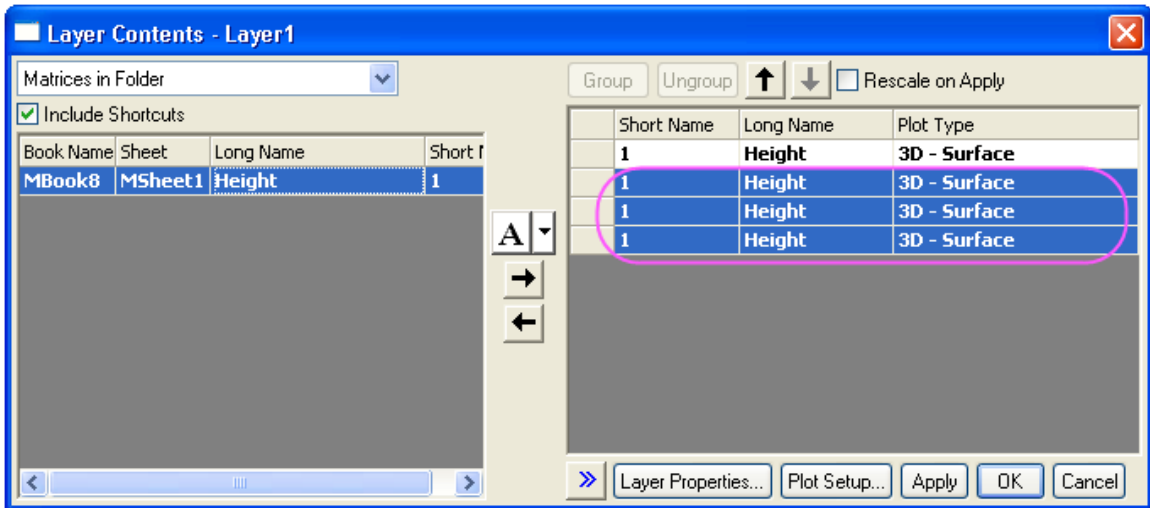 Layer Contents - Layer1
Matrices in Folder
Include Shortcuts
Book Name Sheet Long Name Short N
MBook8 MSheet1 Height 1
A
Group Ungroup Rescale on Apply
Short Name Long Name Plot Type
1 Height 3D - Surface
1 Height 3D - Surface
1 Height 3D - Surface
1 Height 3D - Surface
Layer Properties... Plot Setup... Apply OK Cancel